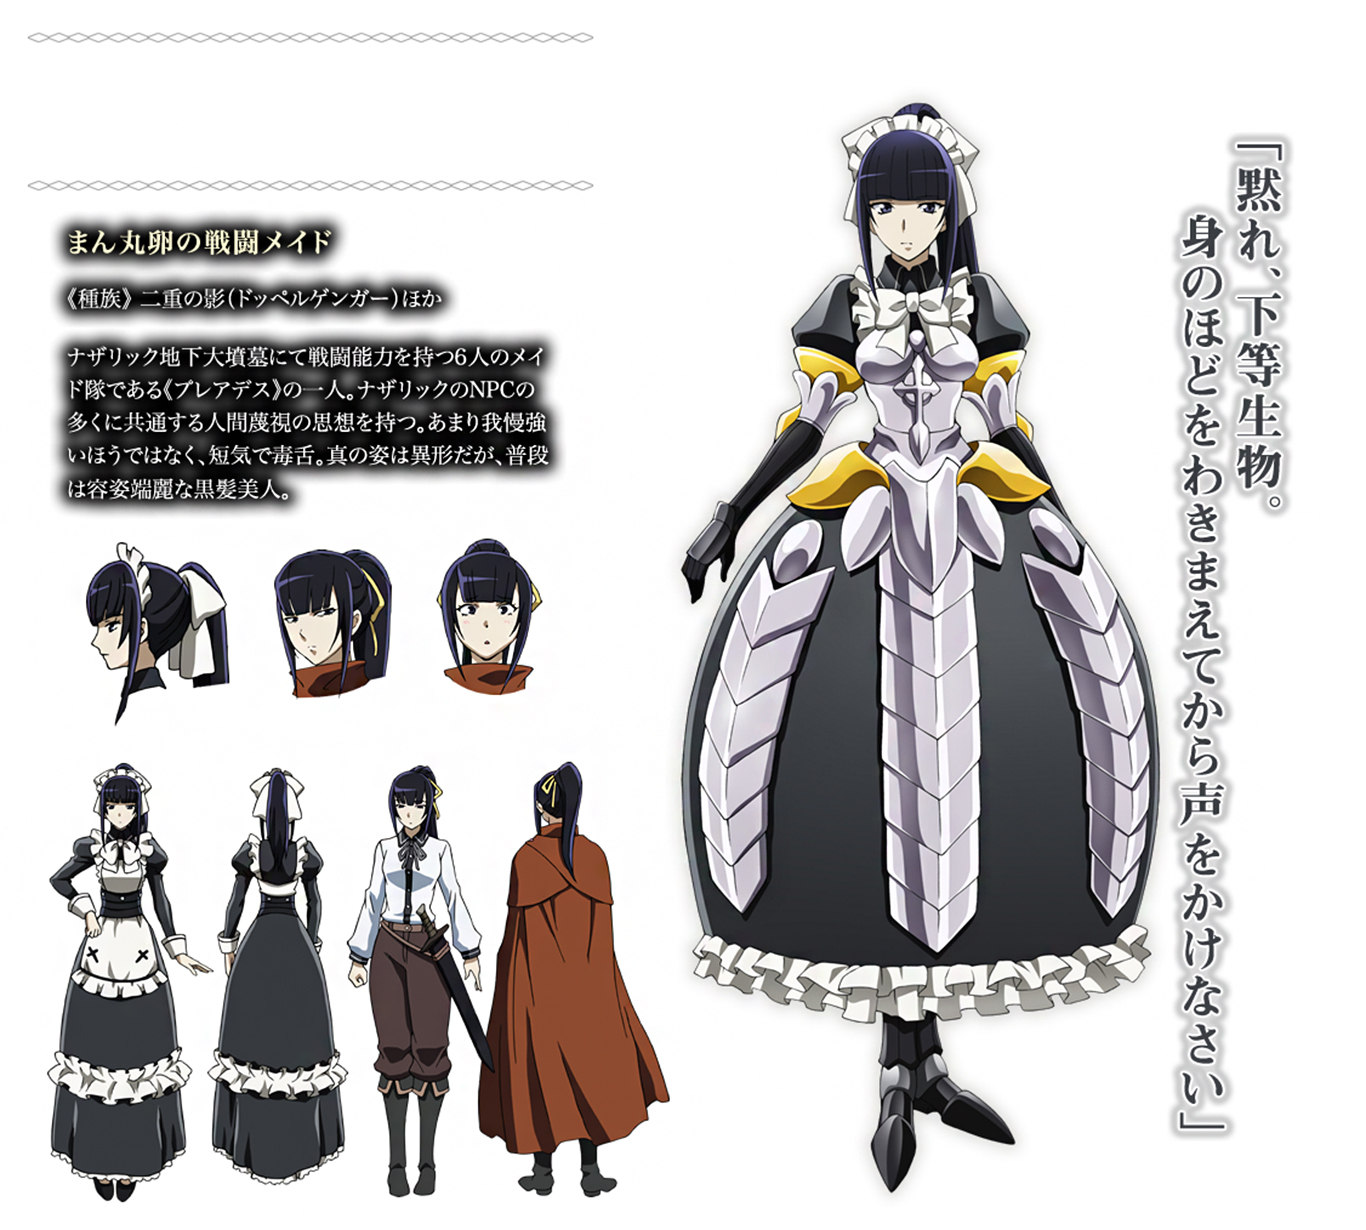 まん丸卵の戦闘メイド
《種族》二重の影(ドッペルゲンガー)ほか
ナザリック地下大墳墓にて戦闘能力を持つ6人のメイ
ド隊である《プレアデス》の一人。ナザリックのNPCの
多くに共通する人間蔑視の思想を持つ。あまり我慢強
いほうではなく、短気で毒舌。真の姿は異形だが、普段
は容姿端麗な黒髪美人。
「黙れ、下等生物。
身のほどをわきまえてから声をかけなさい」